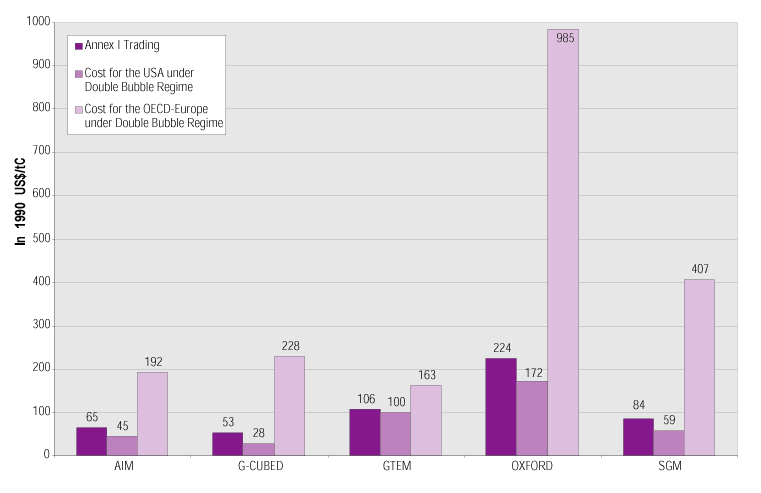 1000
900
800
700
600
500
400
300
200
100
0
In 1990 US$/tC
Annex I Trading
Cost for the USA under
Double Bubble Regime
Cost for the OECD-Europe
under Double Bubble Regime
65
45
192
53
28
228
106
100
163
224
172
985
84
59
407
AIM
G-CUBED
GTEM
OXFORD
SGM